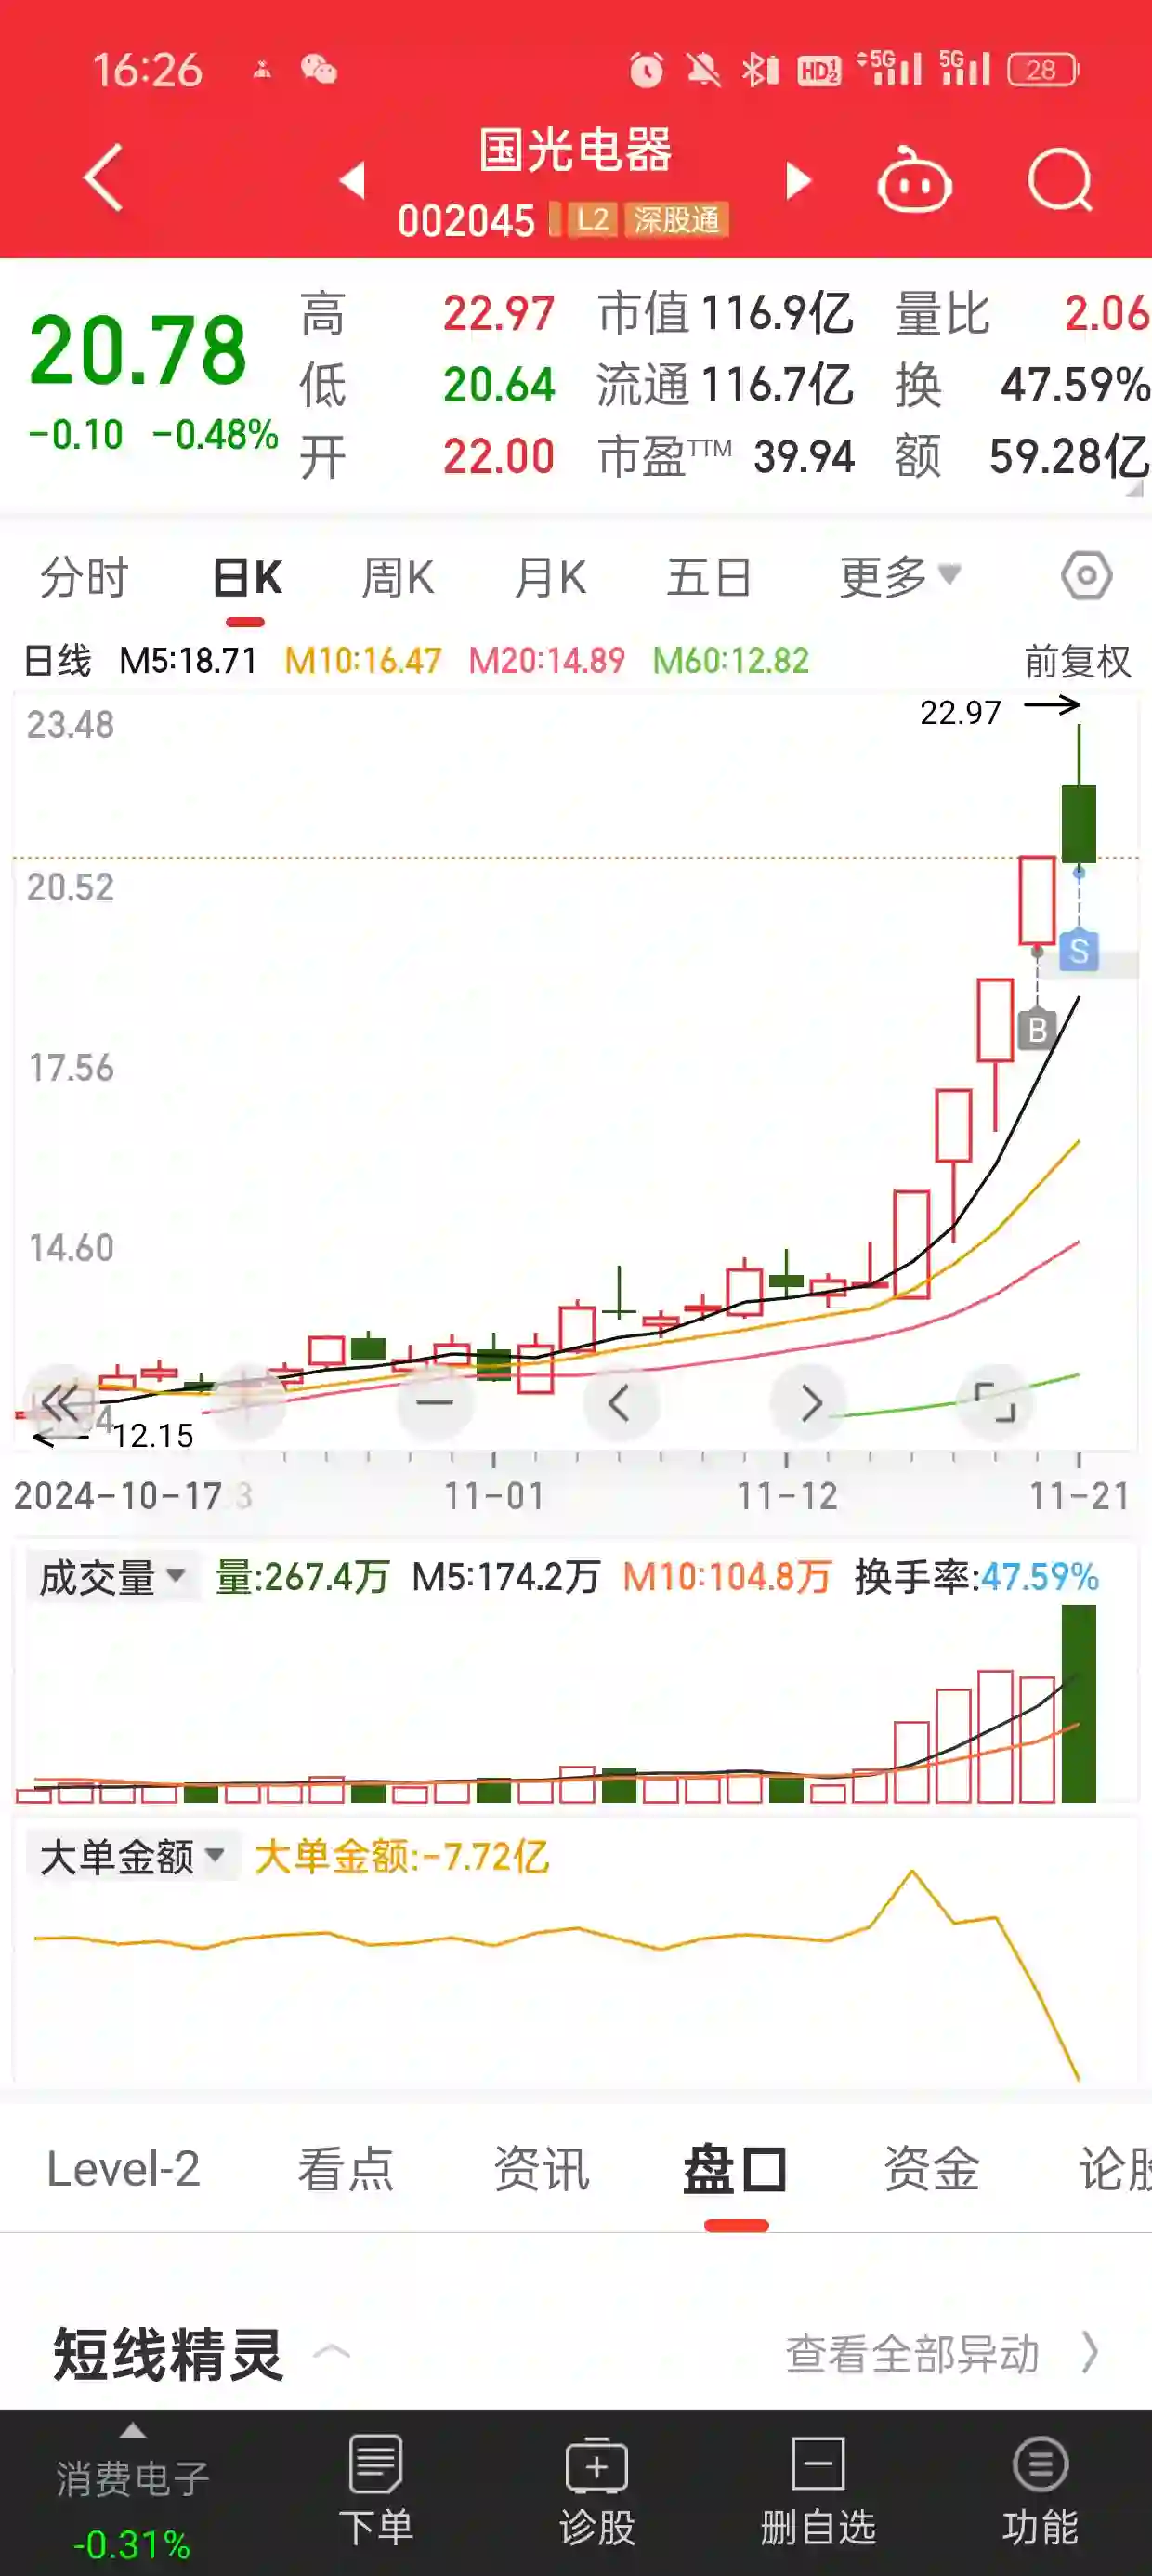 16:26 HD 5G 5G 28
国光电器
002045 L2 深股通
20.78
-0.10 -0.48%
高 22.97 市值 116.9亿 量比 2.06
低 20.64 流通 116.7亿 换 47.59%
开 22.00 市盈TTM 39.94 额 59.28亿
分时 日K 周K 月K 五日 更多
日线 M5:18.71 M10:16.47 M20:14.89 M60:12.82 前复权
22.97
23.48
20.52
S
B
17.56
14.60
4
12.15
2024-10-17 11-01 11-12 11-21
成交量 量:267.4万 M5:174.2万 M10:104.8万 换手率:47.59%
大单金额 大单金额:-7.72亿
Level-2 看点 资讯 盘口 资金 论股
短线精灵 查看全部异动
消费电子
-0.31%
下单 诊股 删自选 功能